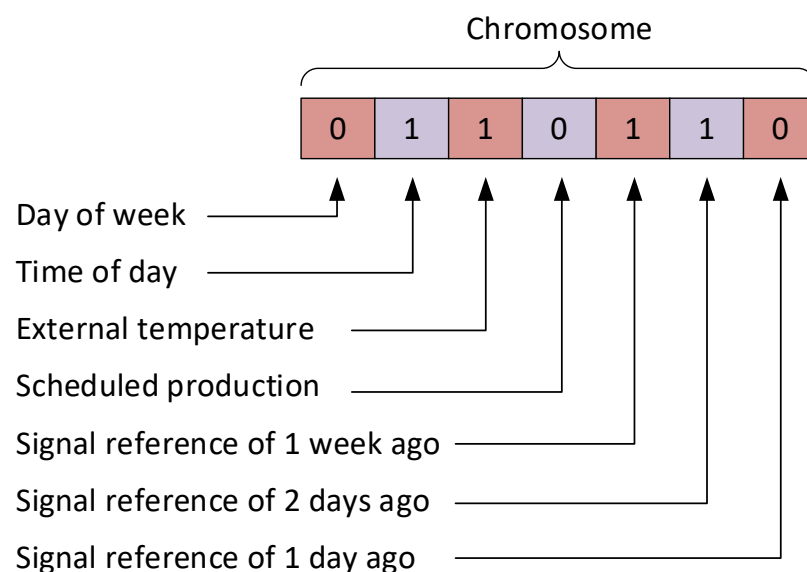 Chromosome
0 1 1 0 1 1 0
Day of week
Time of day
External temperature
Scheduled production
Signal reference of 1 week ago
Signal reference of 2 days ago
Signal reference of 1 day ago